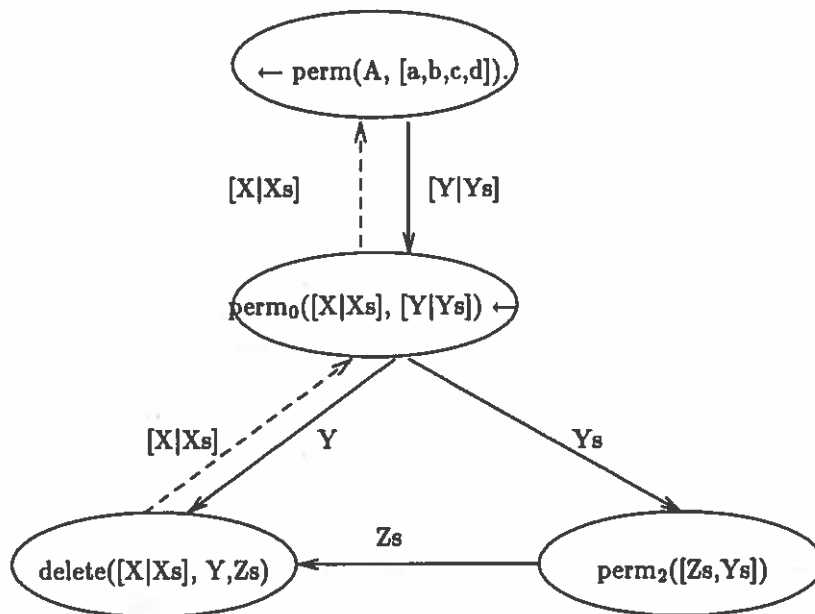 ← perm(A, [a,b,c,d]).
[X|Xs]
[Y|Ys]
perm₀([X|Xs], [Y|Ys]) ←
[X|Xs]
Y
Ys
Zs
delete([X|Xs], Y,Zs)
perm₂([Zs,Ys])